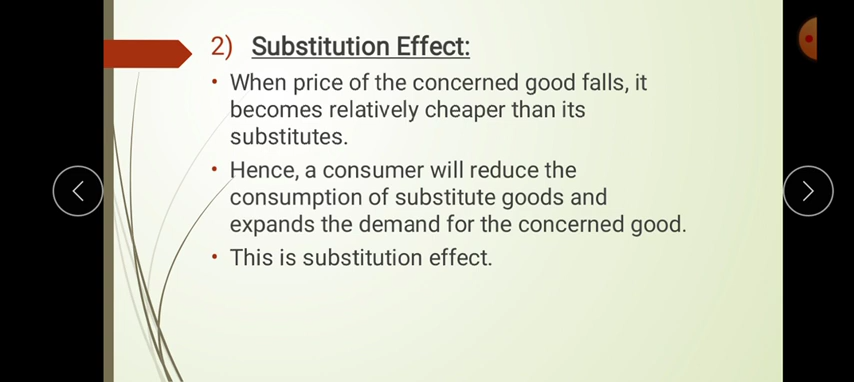 2) Substitution Effect:
• When price of the concerned good falls, it
becomes relatively cheaper than its
substitutes.
• Hence, a consumer will reduce the
consumption of substitute goods and
expands the demand for the concerned good.
• This is substitution effect.